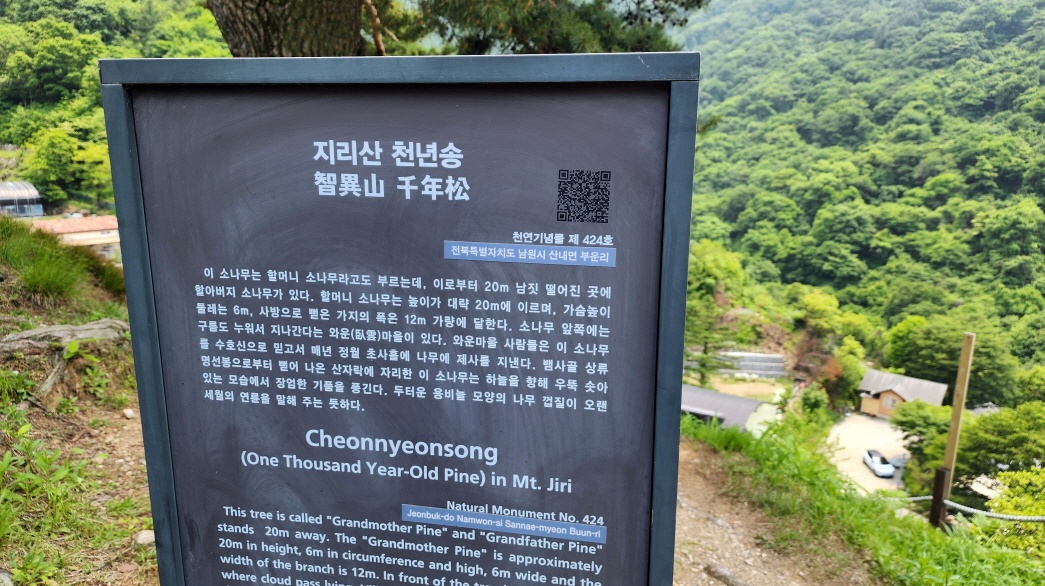 지리산 천년송
智異山 千年松
천연기념물 제 424호
전북특별자치도 남원시 산내면 부운리
이 소나무는 할머니 소나무라고도 부르는데, 이로부터 20m 남짓 떨어진 곳에
할아버지 소나무가 있다. 할머니 소나무는 높이가 대략 20m에 이르며, 가슴높이
둘레는 6m, 사방으로 뻗은 가지의 폭은 12m 가량에 달한다. 소나무 앞쪽에는
구름도 누워서 지나간다는 와운(臥雲)마을이 있다. 와운마을 사람들은 이 소나무
를 수호신으로 믿고서 매년 정월 초사흘에 나무에 제사를 지낸다. 뱀사골 상류
명선봉으로부터 뻗어 나온 산자락에 자리한 이 소나무는 하늘을 향해 우뚝 솟아
있는 모습에서 장엄한 기품을 풍긴다. 두터운 용비늘 모양의 나무 껍질이 오랜
세월의 연륜을 말해 주는 듯하다.
Cheonnyeonsong
(One Thousand Year-Old Pine) in Mt. Jiri
Natural Monument No. 424
Jeonbuk-do Namwon-si Sannae-myeon Buun-ri
This tree is called "Grandmother Pine" and "Grandfather Pine"
stands 20m away. The "Grandmother Pine" is approximately
20m in height, 6m in circumference and high, 6m wide and the
width of the branch is 12m. In front of the
where cloud pass lying